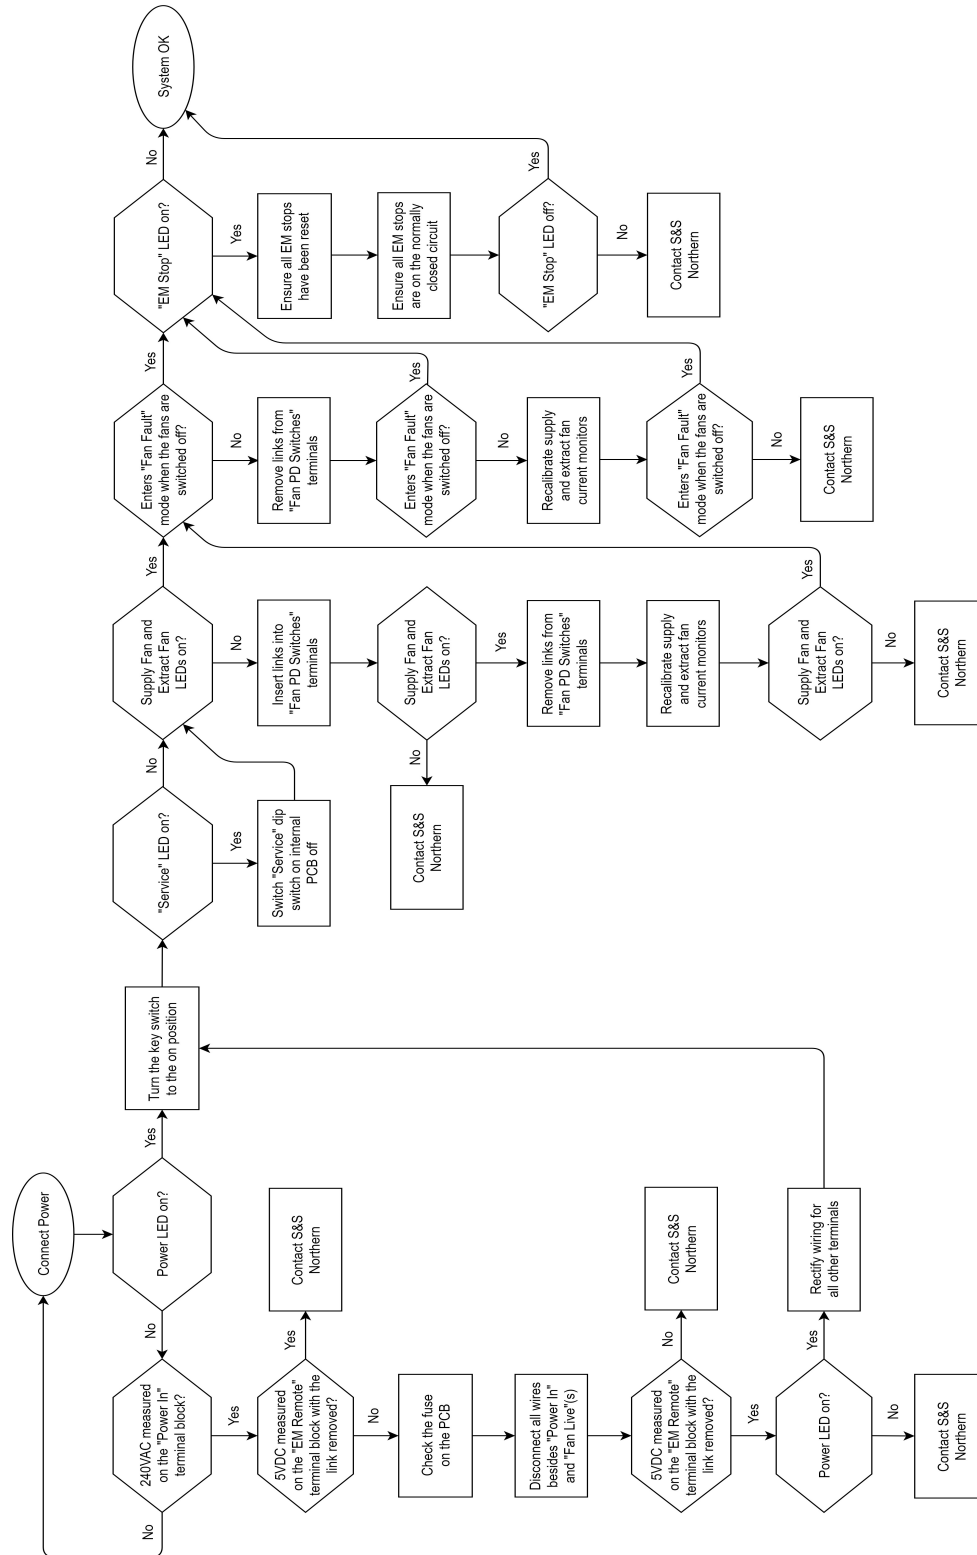 Connect Power
Power LED on?
No
240VAC measured
on the "Power In"
terminal block?
No
Yes
5VDC measured
on the "EM Remote"
terminal block with the
link removed?
Yes
Contact S&S
Northern
No
Check the fuse
on the PCB
Disconnect all wires
besides "Power In"
and "Fan Live"(s)
5VDC measured
on the "EM Remote"
terminal block with the
link removed?
No
Contact S&S
Northern
Yes
Power LED on?
Yes
Rectify wiring for
all other terminals
No
Contact S&S
Northern
Yes
Turn the key switch
to the on position
"Service" LED on?
Yes
Switch "Service" dip
switch on internal
PCB off
No
Supply Fan and
Extract Fan
LEDs on?
No
Insert links into
"Fan PD Switches"
terminals
Supply Fan and
Extract Fan
LEDs on?
No
Contact S&S
Northern
Yes
Remove links from
"Fan PD Switches"
terminals
Recalibrate supply
and extract fan
current monitors
Supply Fan and
Extract Fan
LEDs on?
Yes
No
Contact S&S
Northern
Yes
Enters "Fan Fault"
mode when the fans are
switched off?
No
Remove links from
"Fan PD Switches"
terminals
Enters "Fan Fault"
mode when the fans are
switched off?
Yes
No
Recalibrate supply
and extract fan
current monitors
Enters "Fan Fault"
mode when the fans are
switched off?
Yes
No
Contact S&S
Northern
Yes
"EM Stop" LED on?
Yes
Ensure all EM stops
have been reset
Ensure all EM stops
are on the normally
closed circuit
"EM Stop" LED off?
Yes
No
Contact S&S
Northern
No
System OK